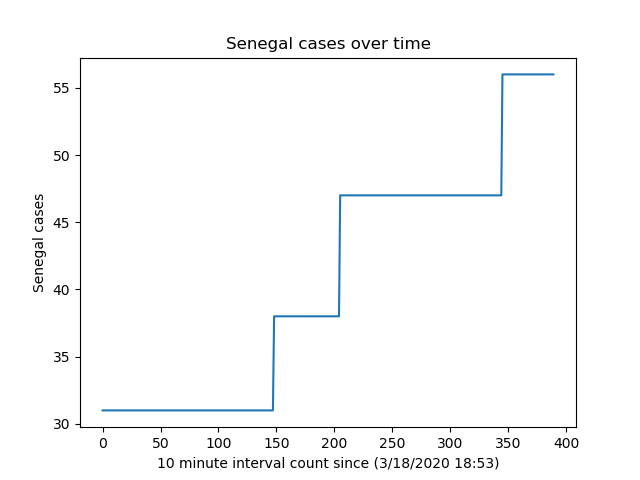 Senegal cases over time
Senegal cases
55
50
45
40
35
30
0 50 100 150 200 250 300 350 400
10 minute interval count since (3/18/2020 18:53)